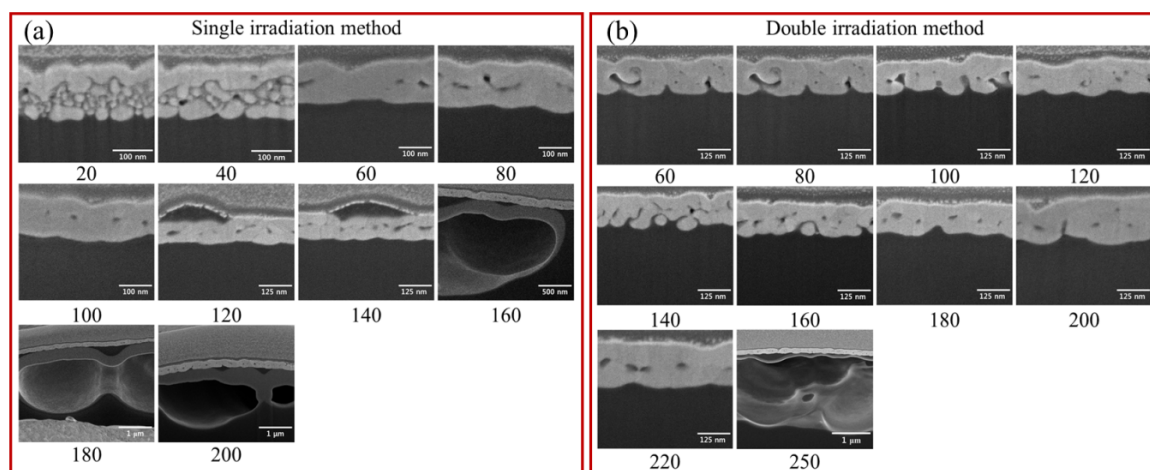 (a) Single irradiation method
100 nm 100 nm 100 nm 100 nm
20 40 60 80
100 nm 125 nm 125 nm 500 nm
100 120 140 160
1 μm 1 μm
180 200
(b) Double irradiation method
125 nm 125 nm 125 nm 125 nm
60 80 100 120
125 nm 125 nm 125 nm 125 nm
140 160 180 200
125 nm 1 μm
220 250